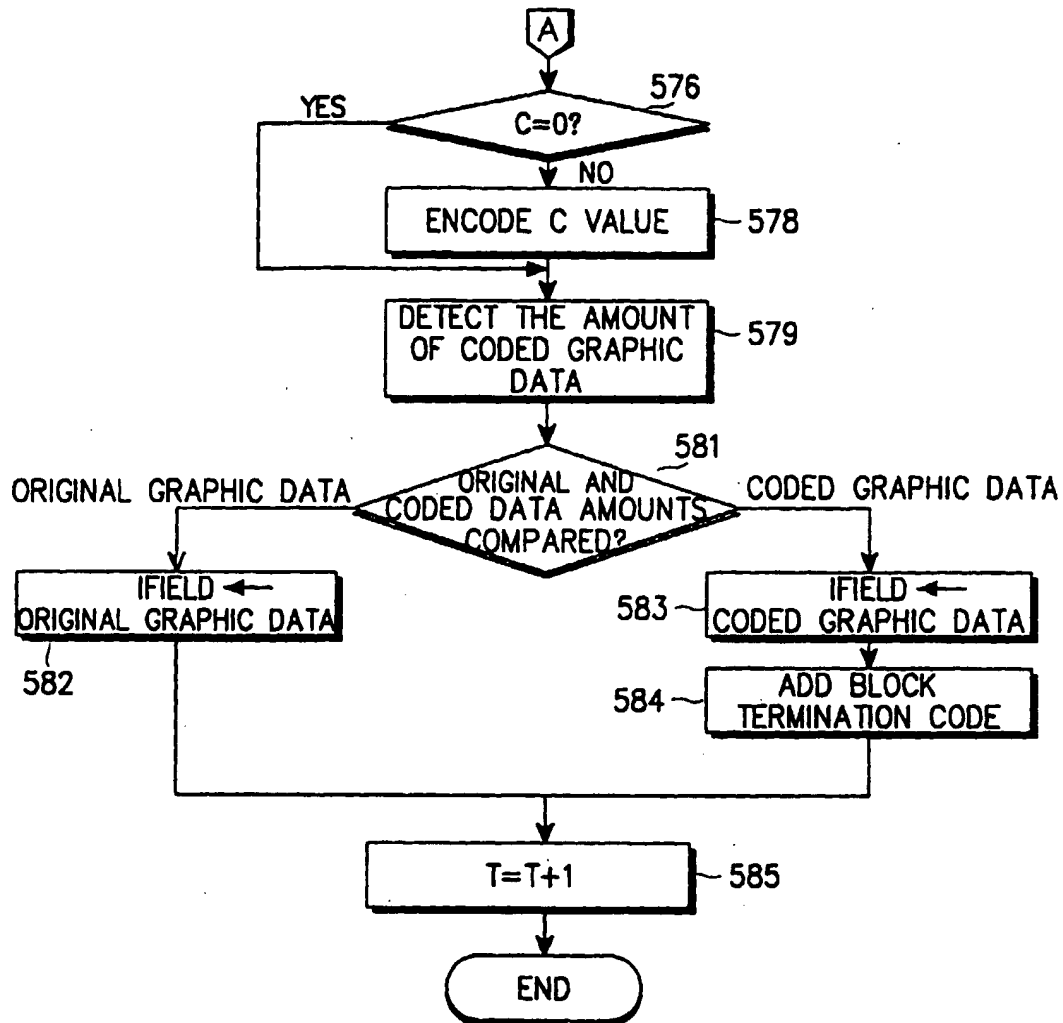 A
576
YES
C=0?
NO
ENCODE C VALUE
578
DETECT THE AMOUNT
OF CODED GRAPHIC
DATA
579
581
ORIGINAL GRAPHIC DATA
ORIGINAL AND
CODED DATA AMOUNTS
COMPARED?
CODED GRAPHIC DATA
IFIELD ←
ORIGINAL GRAPHIC DATA
582
583
IFIELD ←
CODED GRAPHIC DATA
584
ADD BLOCK
TERMINATION CODE
T=T+1
585
END